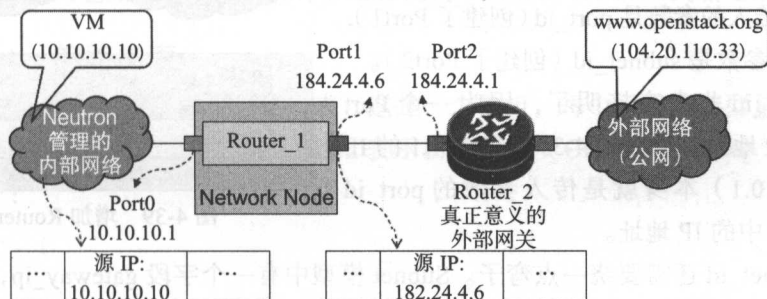 VM
(10.10.10.10)
www.openstack.org
(104.20.110.33)
Port1
184.24.4.6
Port2
184.24.4.1
Neutron
管理的
内部网络
Router_1
Network Node
Port0
10.10.10.1
Router_2
真正意义的
外部网关
外部网络
(公网)
… 源 IP: …
10.10.10.10
… 源 IP: …
182.24.4.6